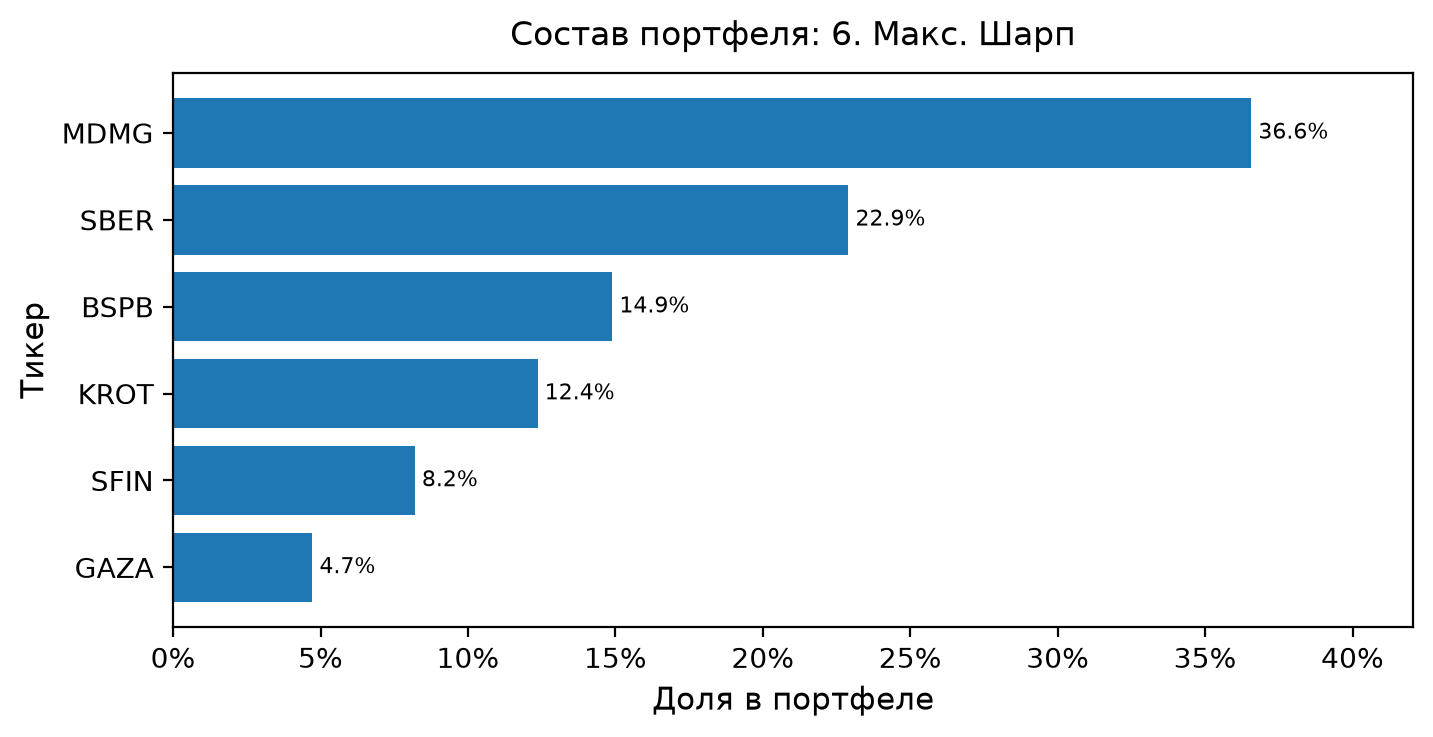 Состав портфеля: 6. Макс. Шарп
Тикер
MDMG
36.6%
SBER
22.9%
BSPB
14.9%
KROT
12.4%
SFIN
8.2%
GAZA
4.7%
0% 5% 10% 15% 20% 25% 30% 35% 40%
Доля в портфеле